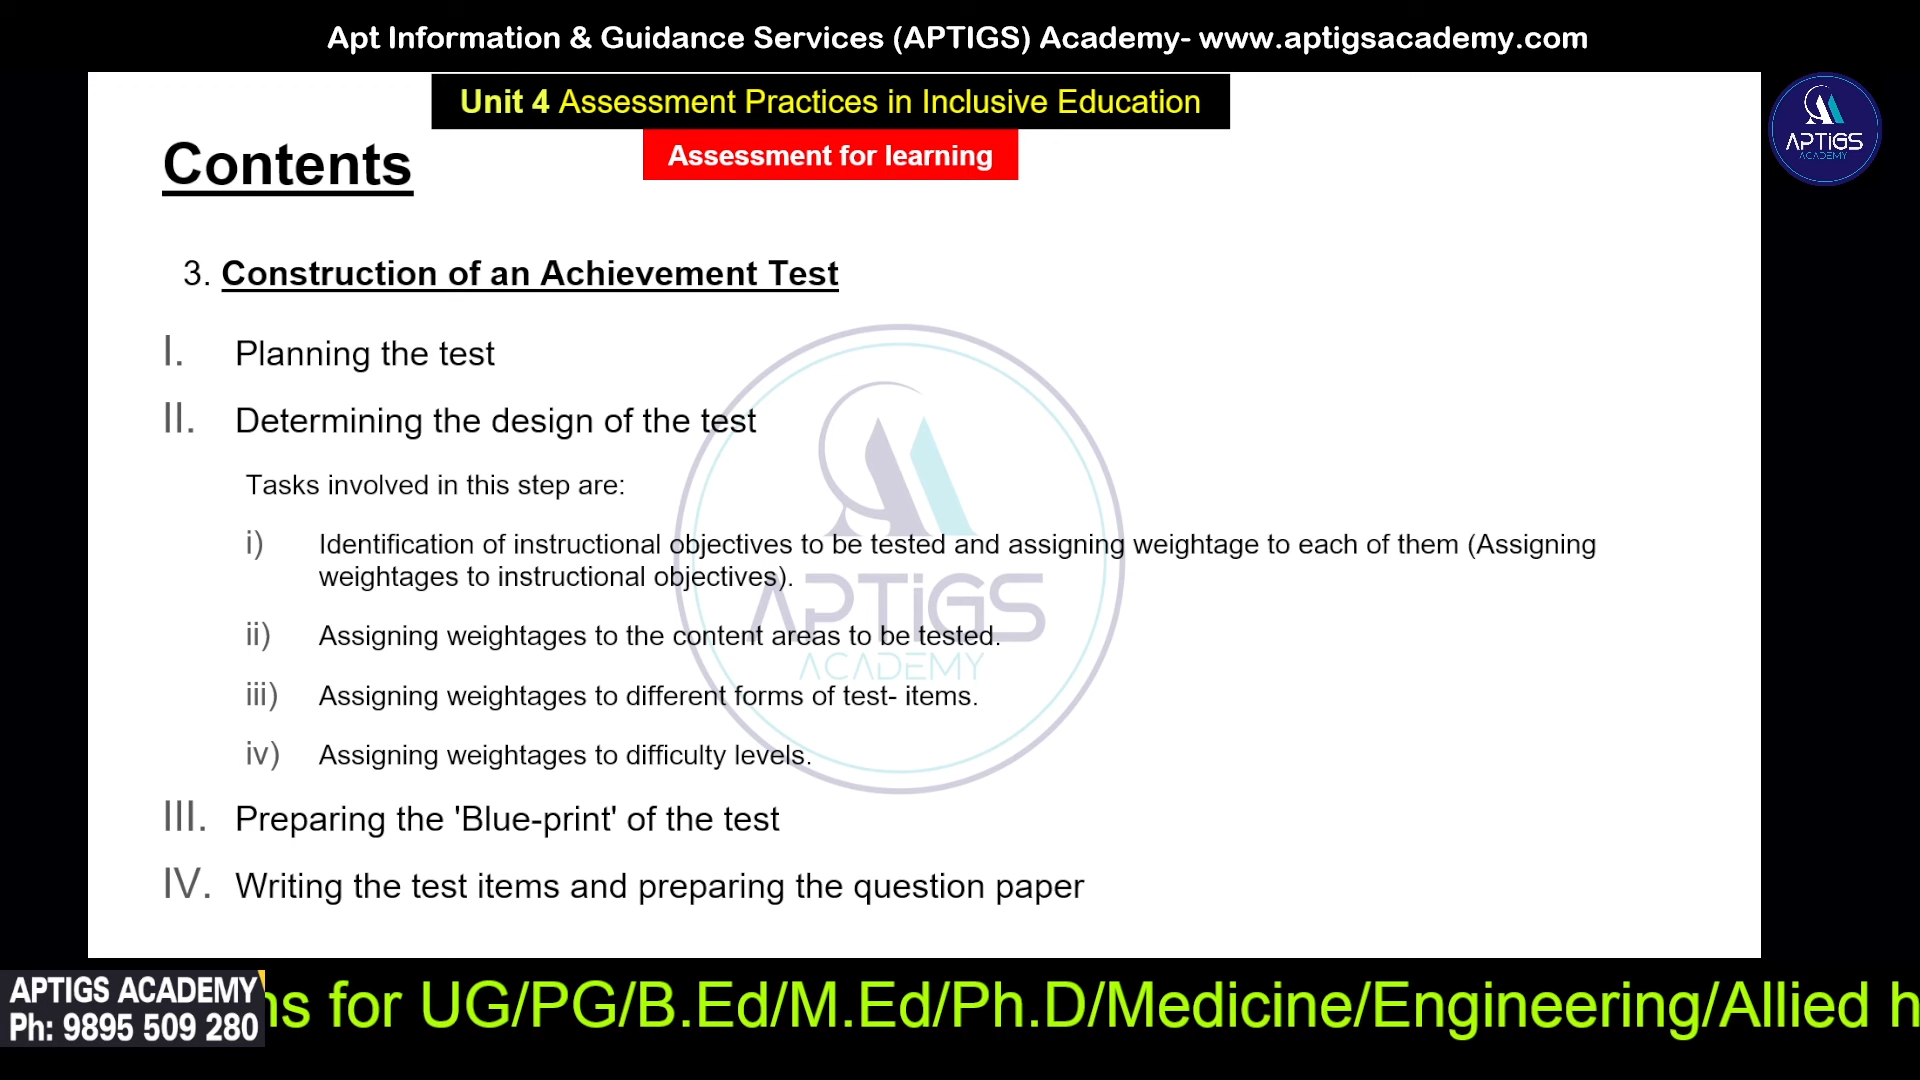 Apt Information & Guidance Services (APTIGS) Academy- www.aptigsacademy.com
Unit 4 Assessment Practices in Inclusive Education
Assessment for learning
APTiGS
ACADEMY
Contents
3. Construction of an Achievement Test
I. Planning the test
II. Determining the design of the test
Tasks involved in this step are:
i) Identification of instructional objectives to be tested and assigning weightage to each of them (Assigning
weightages to instructional objectives).
ii) Assigning weightages to the content areas to be tested.
iii) Assigning weightages to different forms of test- items.
iv) Assigning weightages to difficulty levels.
III. Preparing the 'Blue-print' of the test
IV. Writing the test items and preparing the question paper
APTiGS
ACADEMY
APTIGS ACADEMY
Ph: 9895 509 280
for UG/PG/B.Ed/M.Ed/Ph.D/Medicine/Engineering/Allied